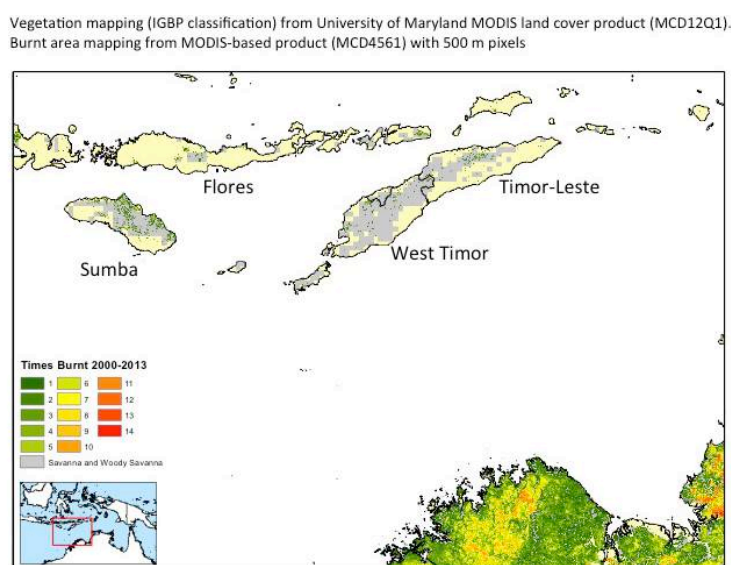 Vegetation mapping (IGBP classification) from University of Maryland MODIS land cover product (MCD12Q1).
Burnt area mapping from MODIS-based product (MCD4561) with 500 m pixels
Flores
Timor-Leste
West Timor
Sumba
Times Burnt 2000-2013
1 6 11
2 7 12
3 8 13
4 9 14
5 10
Savanna and Woody Savanna